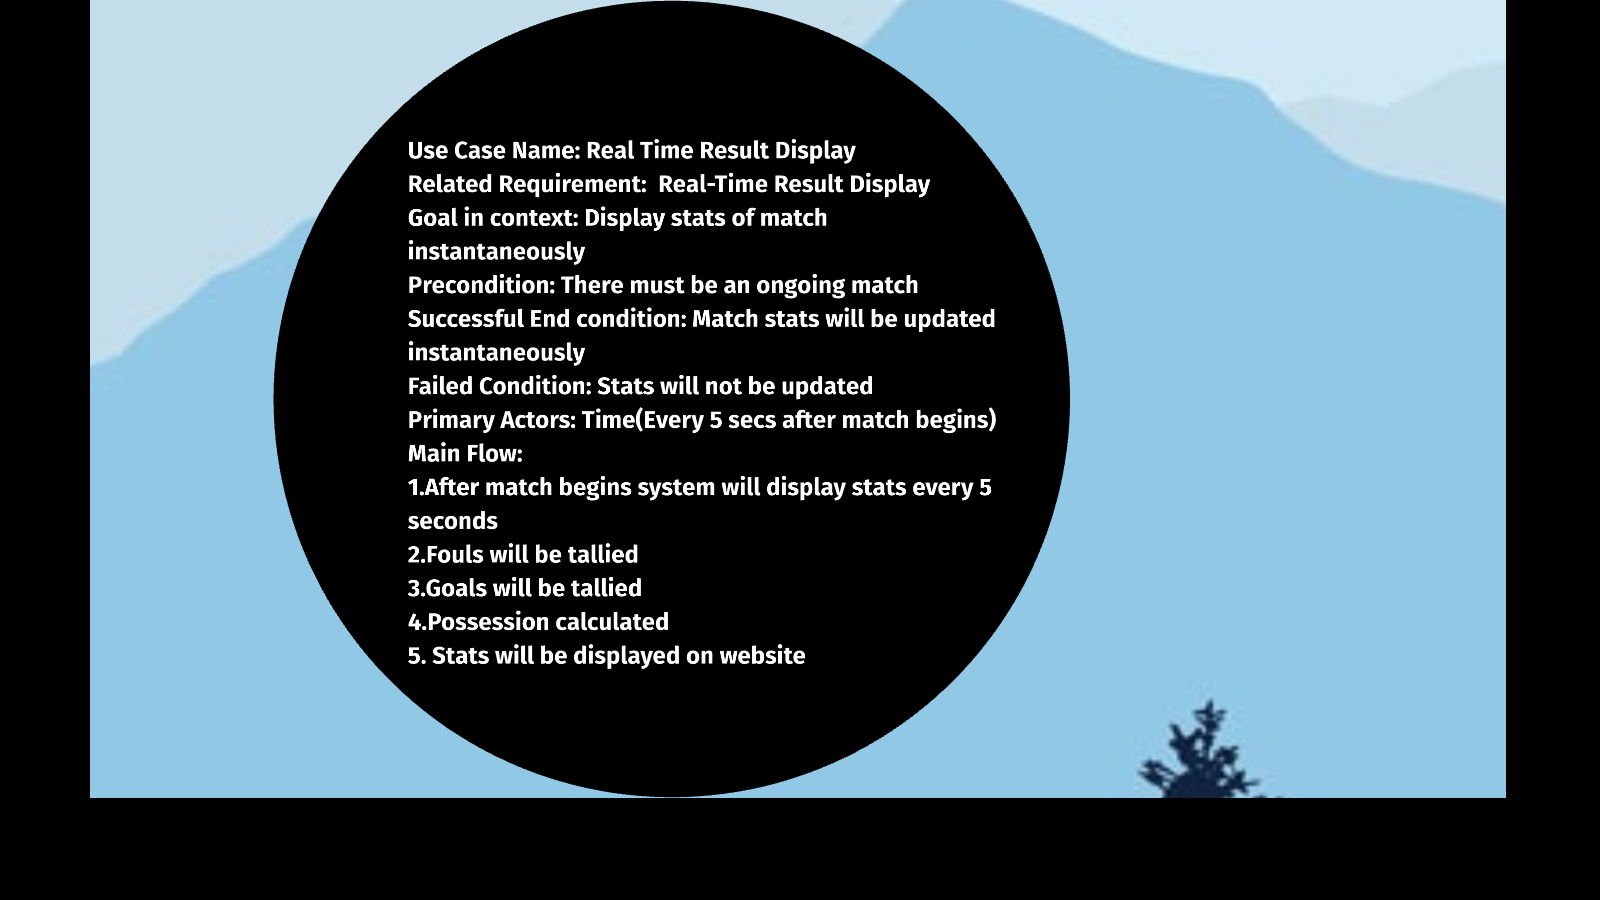 Use Case Name: Real Time Result Display
Related Requirement:  Real-Time Result Display
Goal in context: Display stats of match
instantaneously
Precondition: There must be an ongoing match
Successful End condition: Match stats will be updated
instantaneously
Failed Condition: Stats will not be updated
Primary Actors: Time(Every 5 secs after match begins)
Main Flow:
1.After match begins system will display stats every 5
seconds
2.Fouls will be tallied
3.Goals will be tallied
4.Possession calculated
5. Stats will be displayed on website